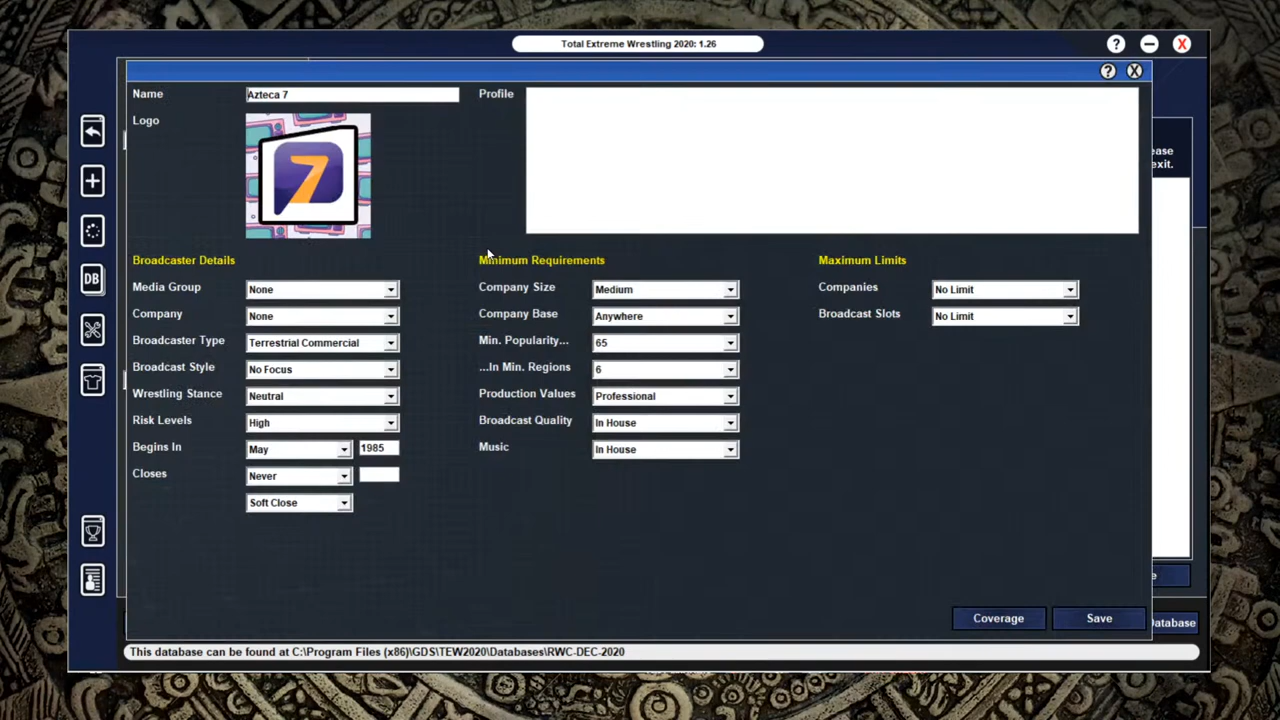 Total Extreme Wrestling 2020: 1.26
? – X
? X
Name Azteca 7 Profile
Logo
7
ease
exit.
DB
Broadcaster Details Minimum Requirements Maximum Limits
Media Group None Company Size Medium Companies No Limit
Company None Company Base Anywhere Broadcast Slots No Limit
Broadcaster Type Terrestrial Commercial Min. Popularity... 65
Broadcast Style No Focus ...In Min. Regions 6
Wrestling Stance Neutral Production Values Professional
Risk Levels High Broadcast Quality In House
Begins In May 1985 Music In House
Closes Never
Soft Close
e
Coverage Save Database
This database can be found at C:\Program Files (x86)\GDS\TEW2020\Databases\RWC-DEC-2020